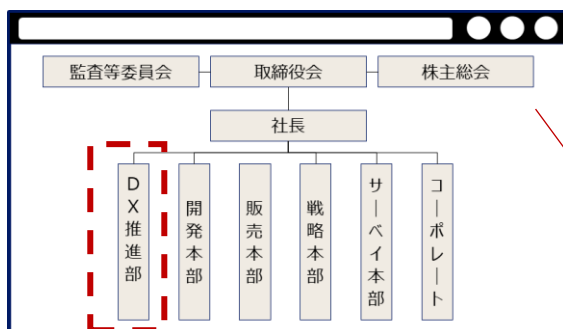 監査等委員会
取締役会
株主総会
社長
DX推進部
開発本部
販売本部
戦略本部
サーベイ本部
コーポレート